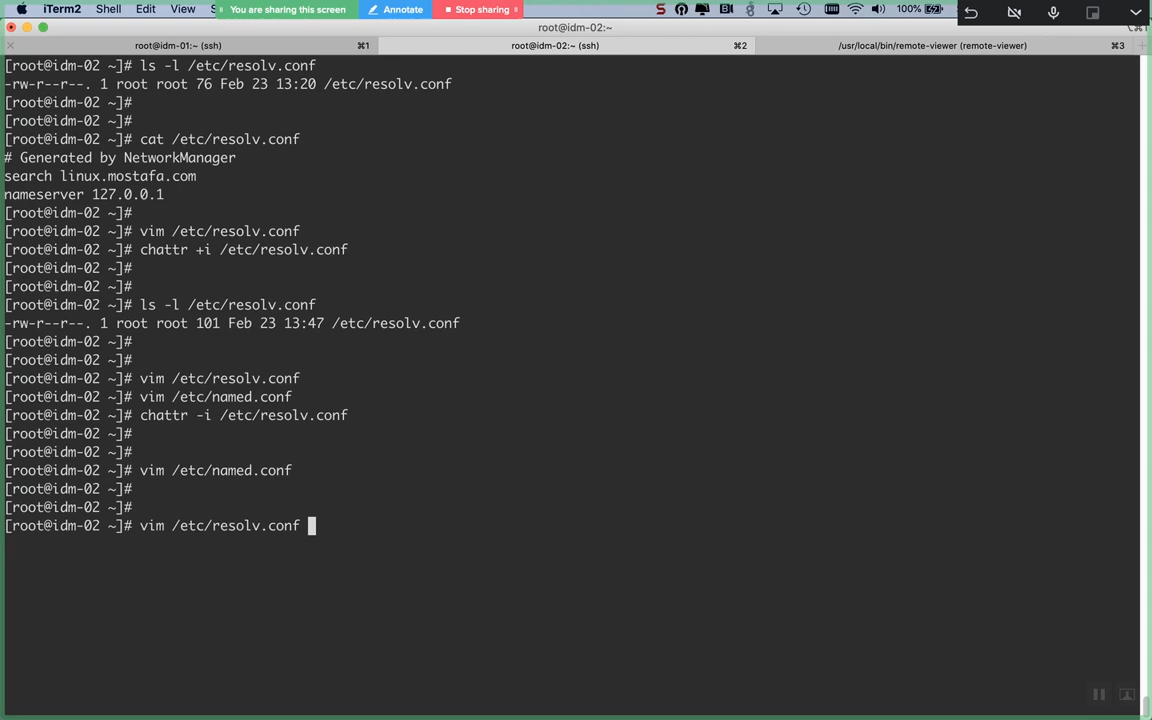 iTerm2 Shell Edit View S You are sharing this screen Annotate Stop sharing S 100%
root@idm-02:~ ⌥⌘1
root@idm-01:~ (ssh) ⌘1 root@idm-02:~ (ssh) ⌘2 /usr/local/bin/remote-viewer (remote-viewer) ⌘3
[root@idm-02 ~]# ls -l /etc/resolv.conf
-rw-r--r--. 1 root root 76 Feb 23 13:20 /etc/resolv.conf
[root@idm-02 ~]#
[root@idm-02 ~]#
[root@idm-02 ~]# cat /etc/resolv.conf
# Generated by NetworkManager
search linux.mostafa.com
nameserver 127.0.0.1
[root@idm-02 ~]#
[root@idm-02 ~]# vim /etc/resolv.conf
[root@idm-02 ~]# chattr +i /etc/resolv.conf
[root@idm-02 ~]#
[root@idm-02 ~]#
[root@idm-02 ~]# ls -l /etc/resolv.conf
-rw-r--r--. 1 root root 101 Feb 23 13:47 /etc/resolv.conf
[root@idm-02 ~]#
[root@idm-02 ~]#
[root@idm-02 ~]# vim /etc/resolv.conf
[root@idm-02 ~]# vim /etc/named.conf
[root@idm-02 ~]# chattr -i /etc/resolv.conf
[root@idm-02 ~]#
[root@idm-02 ~]#
[root@idm-02 ~]# vim /etc/named.conf
[root@idm-02 ~]#
[root@idm-02 ~]#
[root@idm-02 ~]# vim /etc/resolv.conf